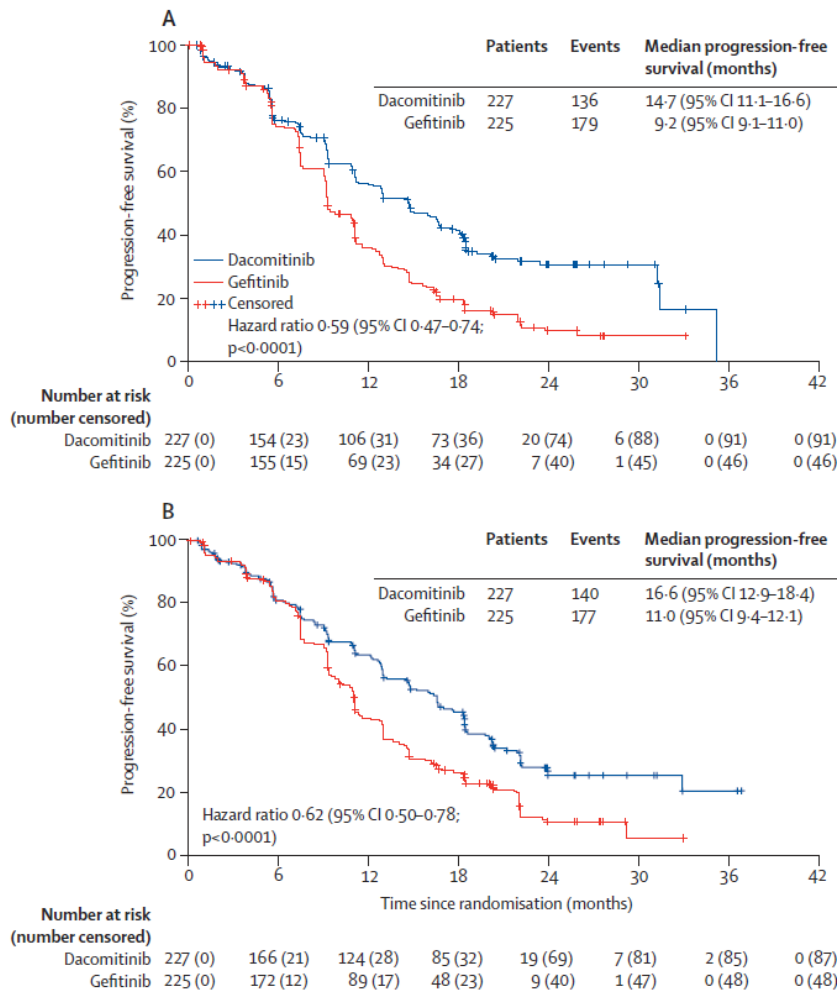 A
Patients Events Median progression-free
survival (months)
Dacomitinib 227 136 14·7 (95% CI 11·1–16·6)
Gefitinib 225 179 9·2 (95% CI 9·1–11·0)
Progression-free survival (%)
100
80
60
40
20
0
Dacomitinib
Gefitinib
Censored
Hazard ratio 0·59 (95% CI 0·47–0·74;
p<0·0001)
0 6 12 18 24 30 36 42
Number at risk
(number censored)
Dacomitinib 227 (0) 154 (23) 106 (31) 73 (36) 20 (74) 6 (88) 0 (91) 0 (91)
Gefitinib 225 (0) 155 (15) 69 (23) 34 (27) 7 (40) 1 (45) 0 (46) 0 (46)
B
Patients Events Median progression-free
survival (months)
Dacomitinib 227 140 16·6 (95% CI 12·9–18·4)
Gefitinib 225 177 11·0 (95% CI 9·4–12·1)
Progression-free survival (%)
100
80
60
40
20
0
Hazard ratio 0·62 (95% CI 0·50–0·78;
p<0·0001)
0 6 12 18 24 30 36 42
Time since randomisation (months)
Number at risk
(number censored)
Dacomitinib 227 (0) 166 (21) 124 (28) 85 (32) 19 (69) 7 (81) 2 (85) 0 (87)
Gefitinib 225 (0) 172 (12) 89 (17) 48 (23) 9 (40) 1 (47) 0 (48) 0 (48)